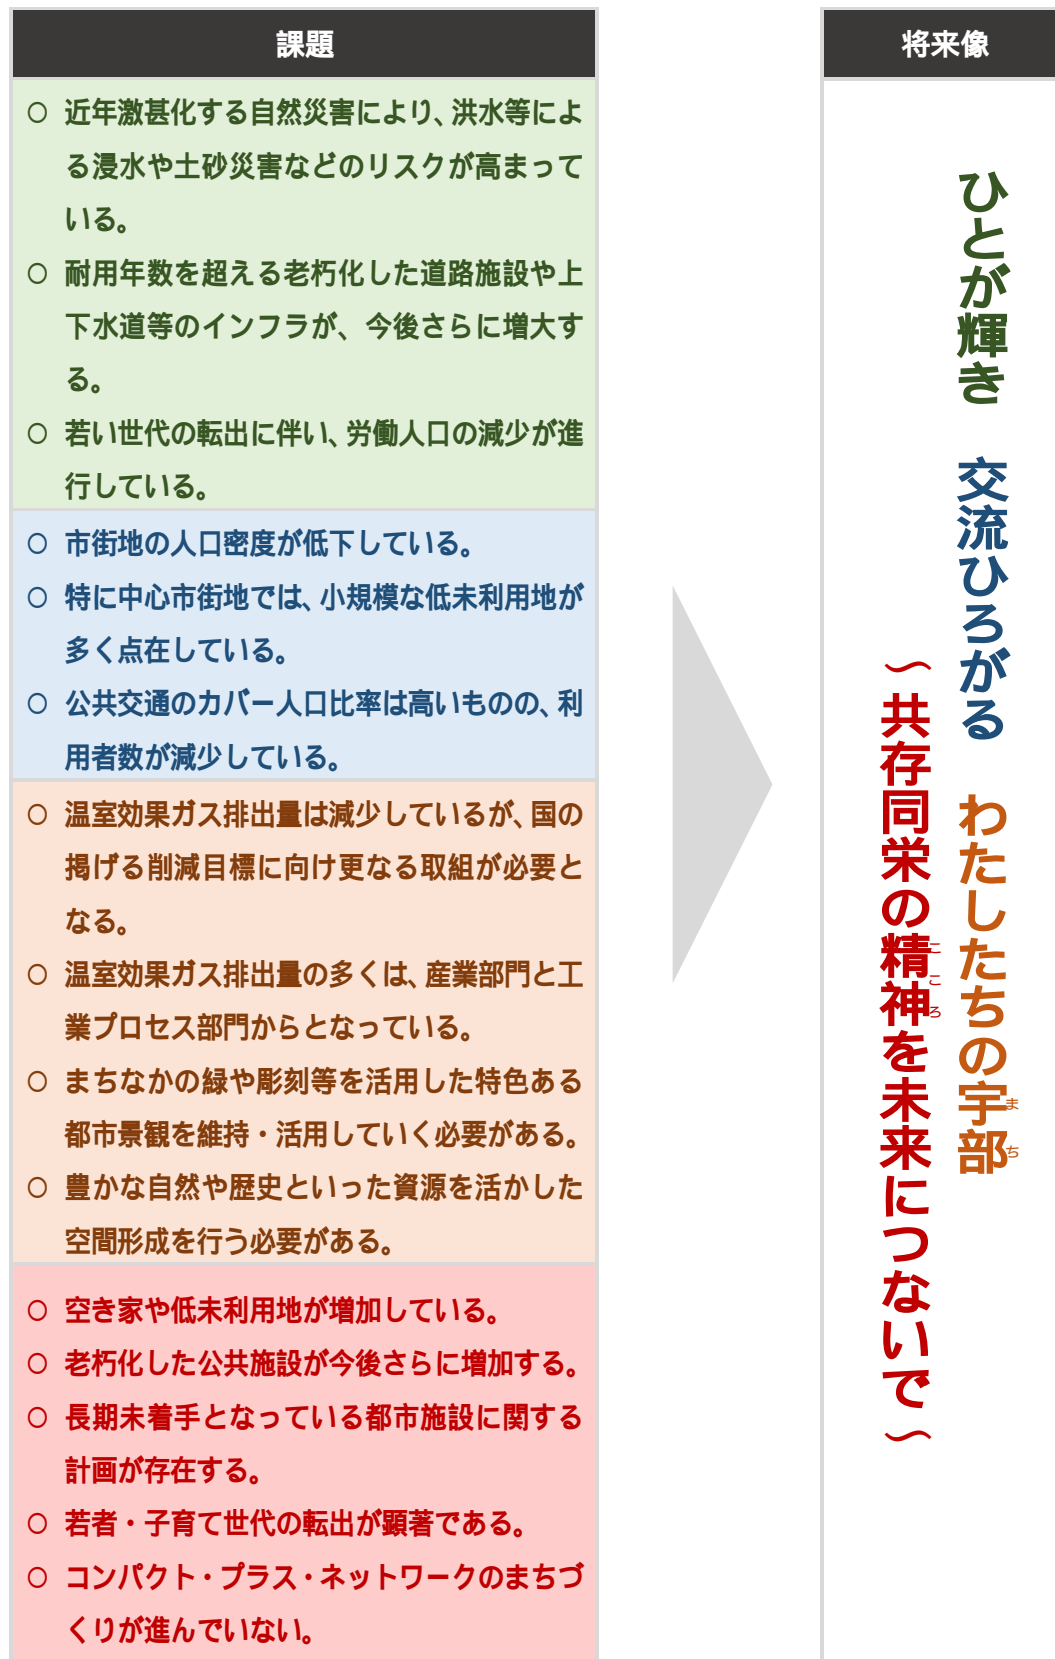 課題
○ 近年激甚化する自然災害により、洪水等によ
る浸水や土砂災害などのリスクが高まって
いる。
○ 耐用年数を超える老朽化した道路施設や上
下水道等のインフラが、今後さらに増大す
る。
○ 若い世代の転出に伴い、労働人口の減少が進
行している。
○ 市街地の人口密度が低下している。
○ 特に中心市街地では、小規模な低未利用地が
多く点在している。
○ 公共交通のカバー人口比率は高いものの、利
用者数が減少している。
○ 温室効果ガス排出量は減少しているが、国の
掲げる削減目標に向け更なる取組が必要と
なる。
○ 温室効果ガス排出量の多くは、産業部門と工
業プロセス部門からとなっている。
○ まちなかの緑や彫刻等を活用した特色ある
都市景観を維持・活用していく必要がある。
○ 豊かな自然や歴史といった資源を活かした
空間形成を行う必要がある。
○ 空き家や低未利用地が増加している。
○ 老朽化した公共施設が今後さらに増加する。
○ 長期未着手となっている都市施設に関する
計画が存在する。
○ 若者・子育て世代の転出が顕著である。
○ コンパクト・プラス・ネットワークのまちづ
くりが進んでいない。
将来像
ひとが輝き 交流ひろがる わたしたちの宇部
まち
～共存同栄の精神を未来につないで～
こころ